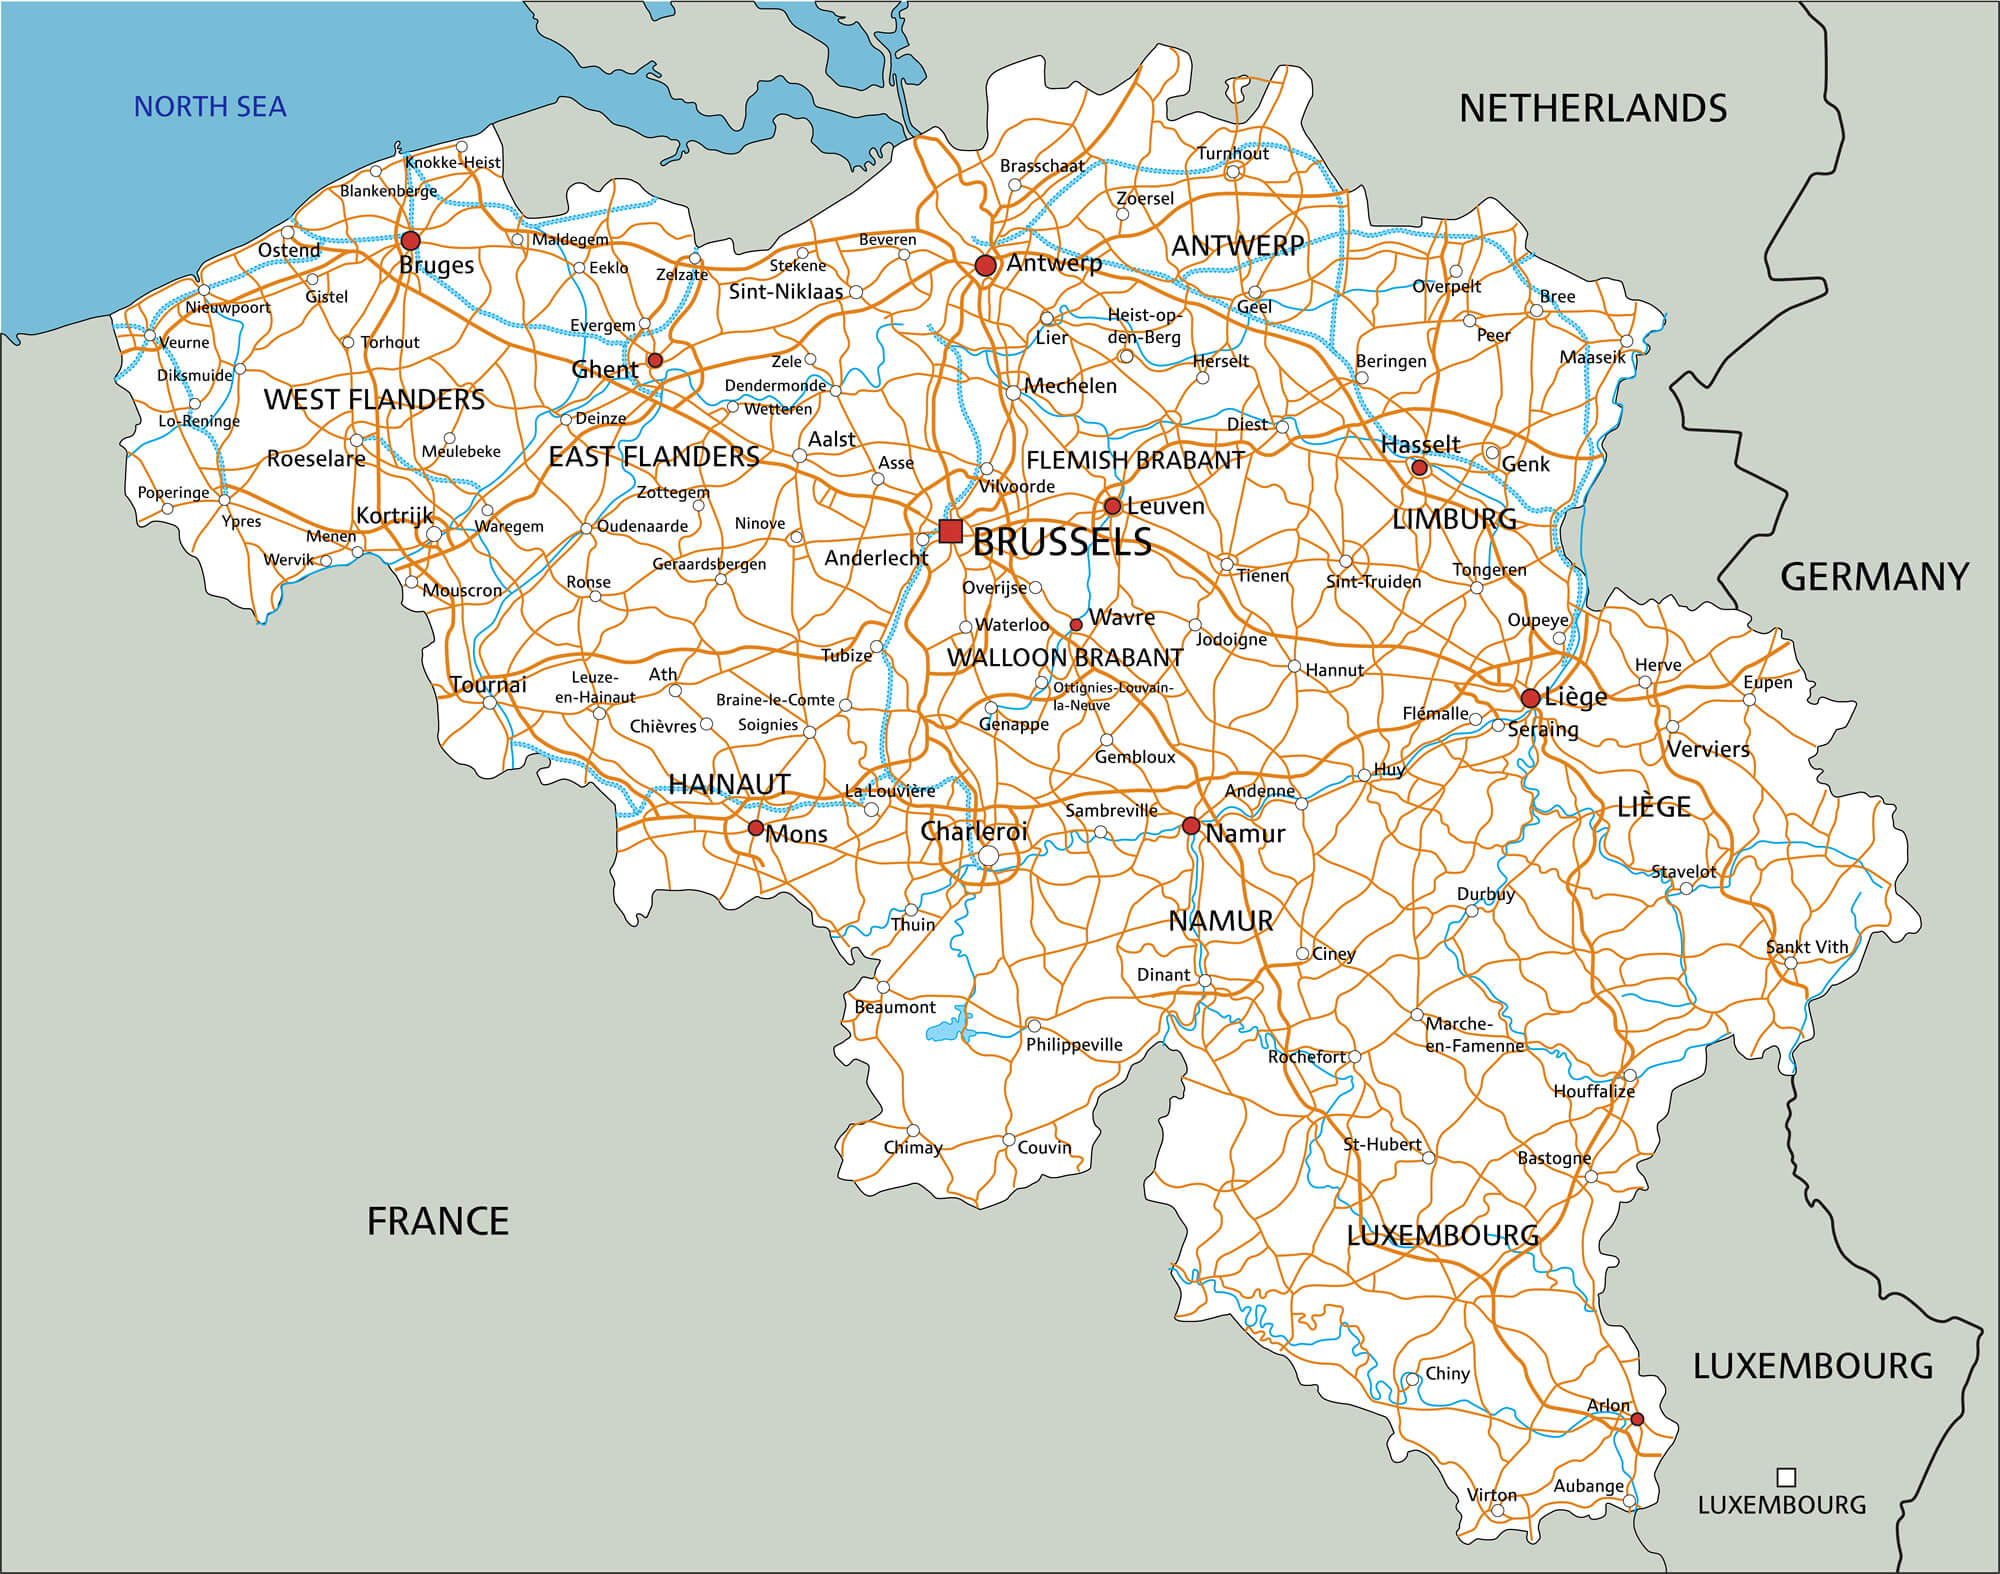 NORTH SEA
NETHERLANDS
Knokke-Heist
Blankenberge
Brasschaat
Turnhout
Zoersel
Ostend
Bruges
Maldegem
Eeklo
Zelzate
Beveren
Stekene
Sint-Niklaas
Antwerp
ANTWERP
Nieuwpoort
Gistel
Overpelt
Bree
Geel
Evergem
Heist-op-
den-Berg
Lier
Peer
Veurne
Torhout
Ghent
Zele
Herselt
Beringen
Maaseik
Diksmuide
Dendermonde
Mechelen
WEST FLANDERS
Lo-Reninge
Deinze
Wetteren
Diest
Roeselare
Meulebeke
EAST FLANDERS
Aalst
Asse
FLEMISH BRABANT
Hasselt
Genk
Poperinge
Zottegem
Vilvoorde
Leuven
Ypres
Kortrijk
Waregem
Oudenaarde
Ninove
LIMBURG
Menen
BRUSSELS
Wervik
Geraardsbergen
Anderlecht
Mouscron
Ronse
Overijse
Tienen
Sint-Truiden
Tongeren
GERMANY
Waterloo
Wavre
Jodoigne
Oupeye
Tubize
WALLOON BRABANT
Hannut
Herve
Eupen
Tournai
Leuze-
en-Hainaut
Ath
Braine-le-Comte
Ottignies-Louvain-
la-Neuve
Liège
Chièvres
Soignies
Genappe
Flémalle
Seraing
Verviers
Gembloux
HAINAUT
La Louvière
Huy
Andenne
LIÈGE
Mons
Charleroi
Sambreville
Namur
Stavelot
Durbuy
Thuin
NAMUR
Ciney
Sankt Vith
Dinant
Beaumont
Philippeville
Marche-
en-Famenne
Rochefort
Houffalize
Chimay
Couvin
St-Hubert
Bastogne
FRANCE
LUXEMBOURG
LUXEMBOURG
Chiny
Arlon
Virton
Aubange
LUXEMBOURG